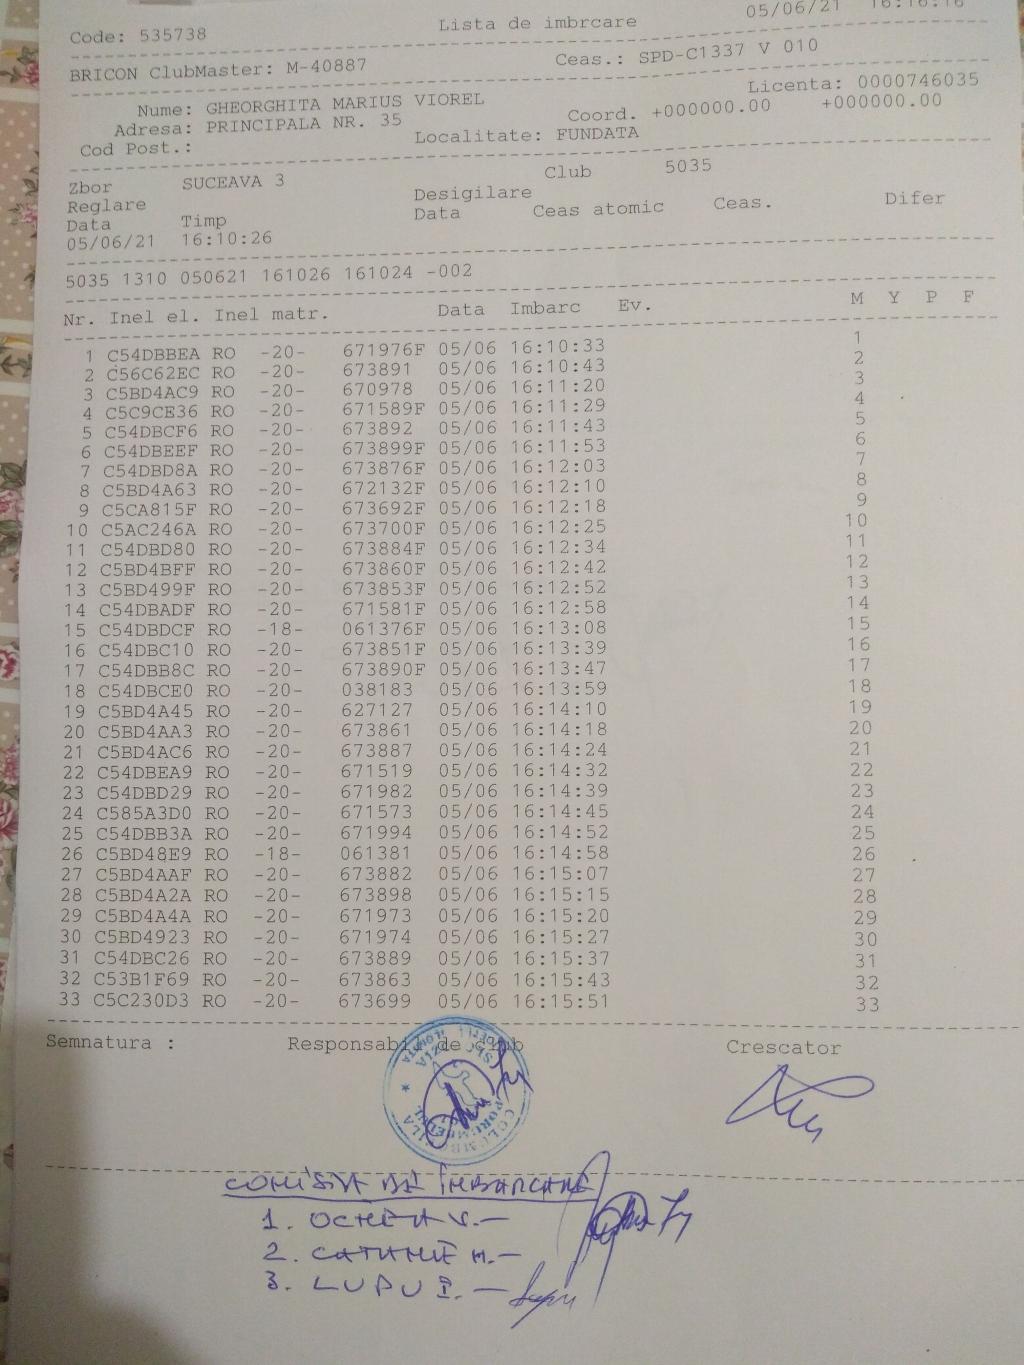 Code: 535738 Lista de imbrcare 05/06/21 16:16:16
BRICON ClubMaster: M-40887 Ceas.: SPD-C1337 V 010
Licenta: 0000746035
Nume: GHEORGHITA MARIUS VIOREL Coord. +000000.00 +000000.00
Adresa: PRINCIPALA NR. 35
Cod Post.: Localitate: FUNDATA
Zbor SUCEAVA 3 Club 5035
Reglare Desigilare
Data Timp Data Ceas atomic Ceas. Difer
05/06/21 16:10:26
5035 1310 050621 161026 161024 -002
Nr. Inel el. Inel matr. Data Imbarc Ev. M Y P F
1 C54DBBEA RO -20- 671976F 05/06 16:10:33 1
2 C56C62EC RO -20- 673891 05/06 16:10:43 2
3 C5BD4AC9 RO -20- 670978 05/06 16:11:20 3
4 C5C9CE36 RO -20- 671589F 05/06 16:11:29 4
5 C54DBCF6 RO -20- 673892 05/06 16:11:43 5
6 C54DBEEF RO -20- 673899F 05/06 16:11:53 6
7 C54DBD8A RO -20- 673876F 05/06 16:12:03 7
8 C5BD4A63 RO -20- 672132F 05/06 16:12:10 8
9 C5CA815F RO -20- 673692F 05/06 16:12:18 9
10 C5AC246A RO -20- 673700F 05/06 16:12:25 10
11 C54DBD80 RO -20- 673884F 05/06 16:12:34 11
12 C5BD4BFF RO -20- 673860F 05/06 16:12:42 12
13 C5BD499F RO -20- 673853F 05/06 16:12:52 13
14 C54DBADF RO -20- 671581F 05/06 16:12:58 14
15 C54DBDCF RO -18- 061376F 05/06 16:13:08 15
16 C54DBC10 RO -20- 673851F 05/06 16:13:39 16
17 C54DBB8C RO -20- 673890F 05/06 16:13:47 17
18 C54DBCE0 RO -20- 038183 05/06 16:13:59 18
19 C5BD4A45 RO -20- 627127 05/06 16:14:10 19
20 C5BD4AA3 RO -20- 673861 05/06 16:14:18 20
21 C5BD4AC6 RO -20- 673887 05/06 16:14:24 21
22 C54DBEA9 RO -20- 671519 05/06 16:14:32 22
23 C54DBD29 RO -20- 671982 05/06 16:14:39 23
24 C585A3D0 RO -20- 671573 05/06 16:14:45 24
25 C54DBB3A RO -20- 671994 05/06 16:14:52 25
26 C5BD48E9 RO -18- 061381 05/06 16:14:58 26
27 C5BD4AAF RO -20- 673882 05/06 16:15:07 27
28 C5BD4A2A RO -20- 673898 05/06 16:15:15 28
29 C5BD4A4A RO -20- 671973 05/06 16:15:20 29
30 C5BD4923 RO -20- 671974 05/06 16:15:27 30
31 C54DBC26 RO -20- 673889 05/06 16:15:37 31
32 C53B1F69 RO -20- 673863 05/06 16:15:43 32
33 C5C230D3 RO -20- 673699 05/06 16:15:51 33
Semnatura : Responsabil de club Crescator
COMISIA DE ÎMBARCARE
1. OCHEA V.-
2. H.-
3. LUPU I. -